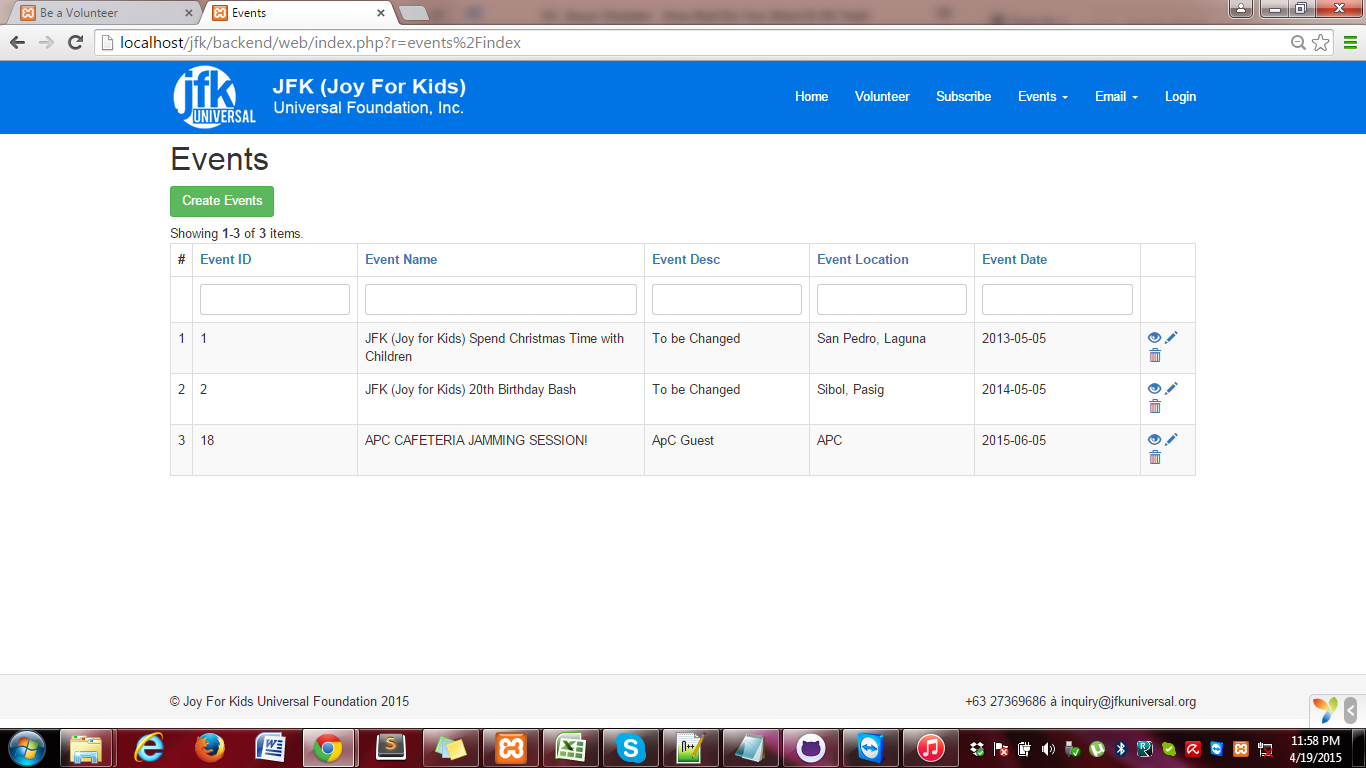 Be a Volunteer
Events
localhost/jfk/backend/web/index.php?r=events%2Findex
jfk
UNIVERSAL
JFK (Joy For Kids)
Universal Foundation, Inc.
Home Volunteer Subscribe Events Email Login
Events
Create Events
Showing 1-3 of 3 items.
# Event ID Event Name Event Desc Event Location Event Date
1 1 JFK (Joy for Kids) Spend Christmas Time with To be Changed San Pedro, Laguna 2013-05-05
Children
2 2 JFK (Joy for Kids) 20th Birthday Bash To be Changed Sibol, Pasig 2014-05-05
3 18 APC CAFETERIA JAMMING SESSION! ApC Guest APC 2015-06-05
© Joy For Kids Universal Foundation 2015 +63 27369686 à inquiry@jfkuniversal.org
11:58 PM
4/19/2015